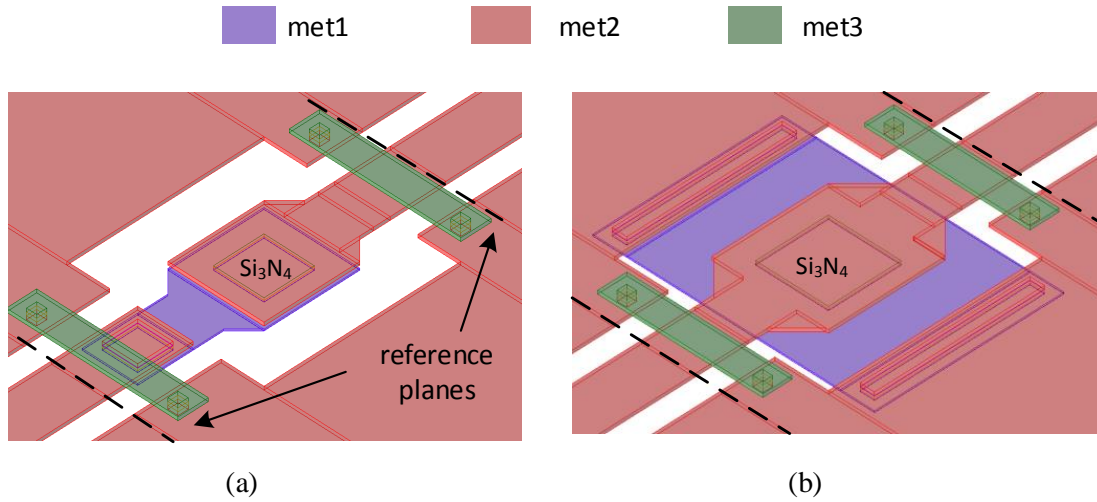 met1 met2 met3
Si₃N₄ Si₃N₄
reference
planes
(a) (b)